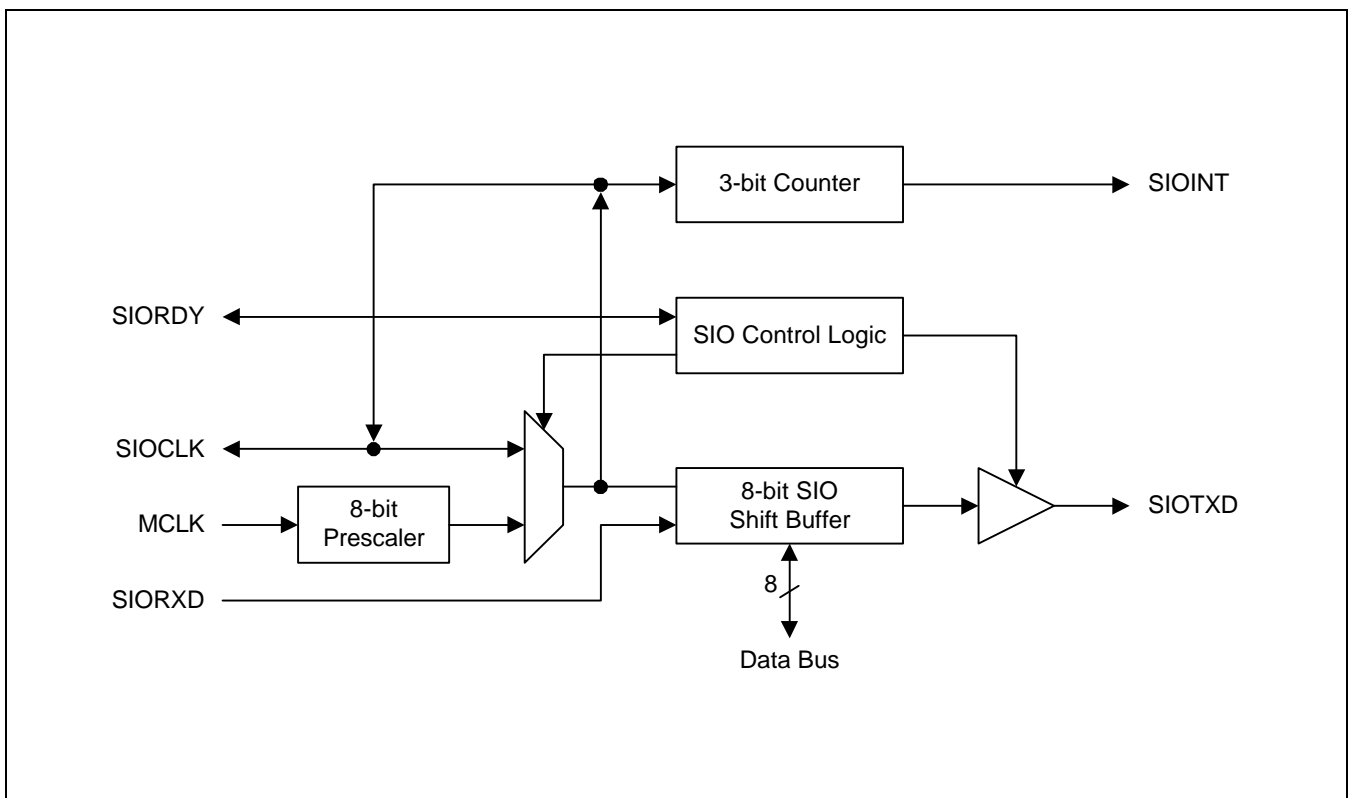 3-bit Counter
SIOINT
SIORDY
SIO Control Logic
SIOCLK
8-bit
Prescaler
MCLK
8-bit SIO
Shift Buffer
SIOTXD
SIORXD
8
Data Bus